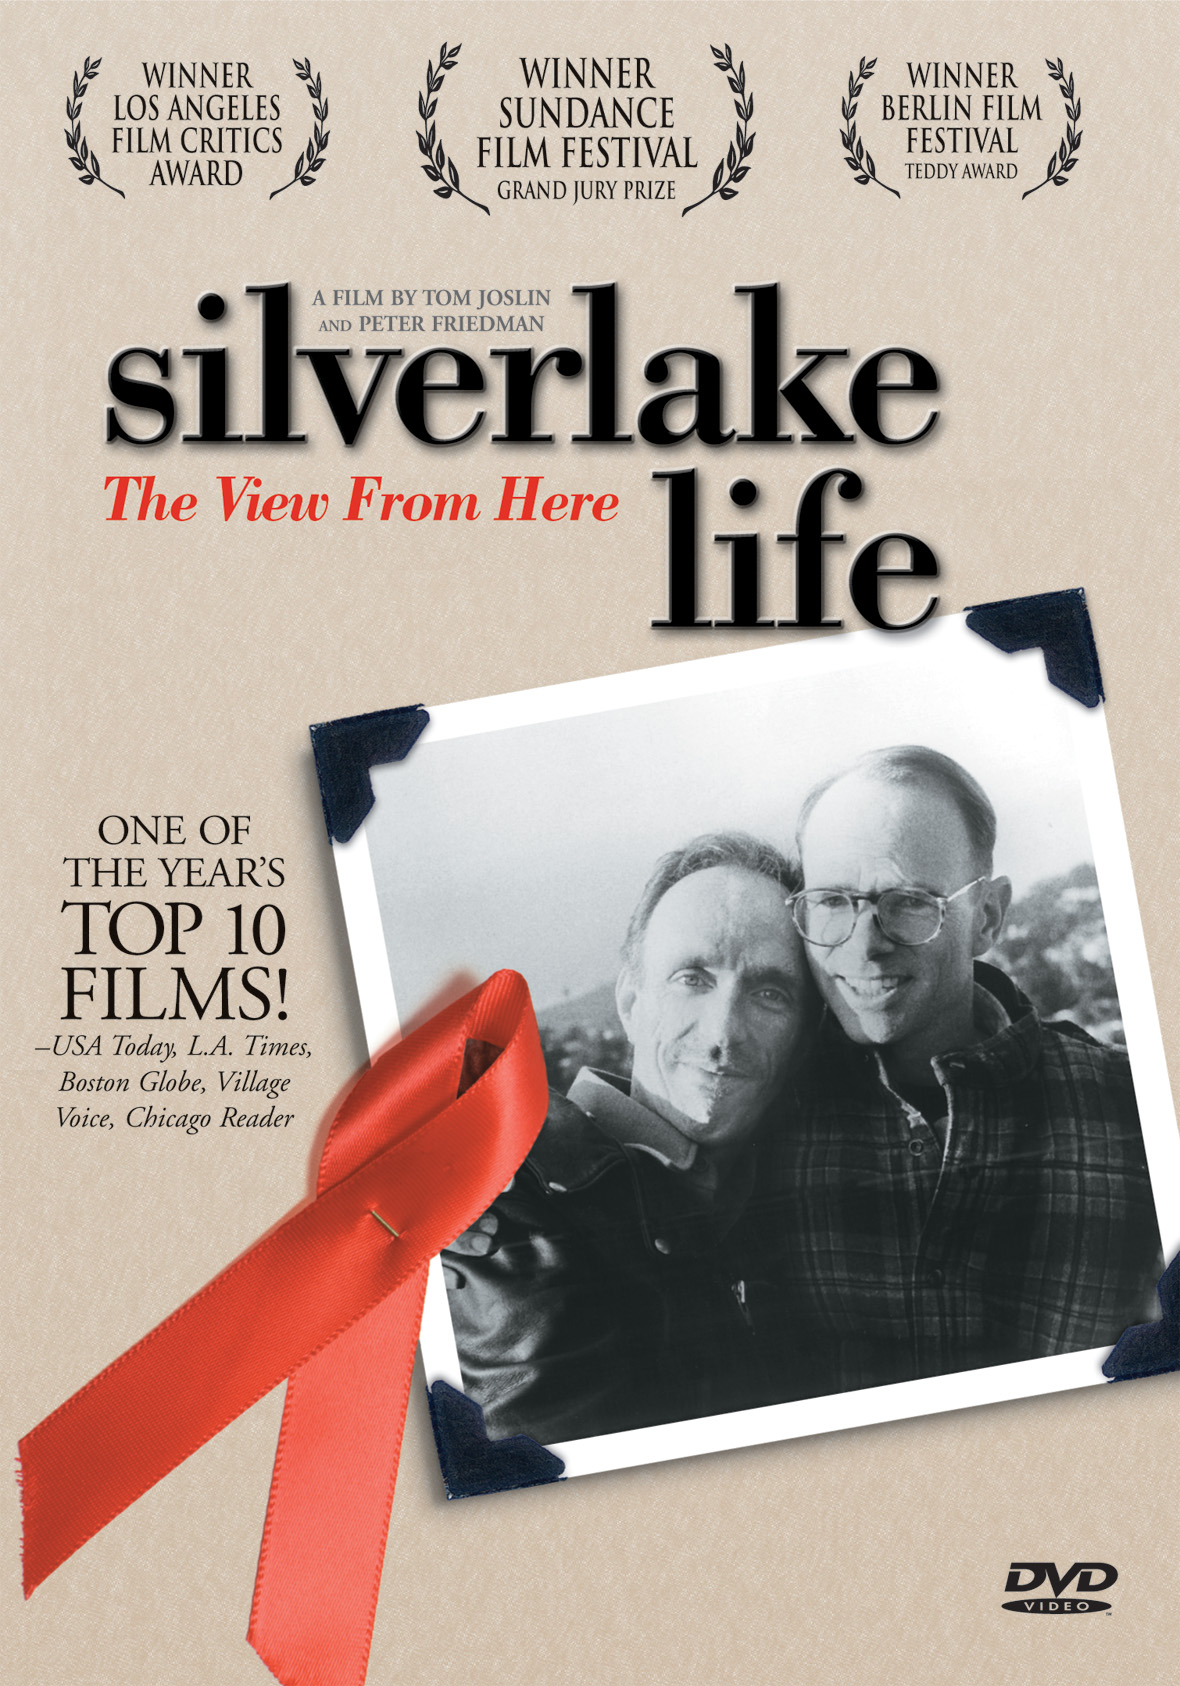 WINNER
LOS ANGELES
FILM CRITICS
AWARD
WINNER
SUNDANCE
FILM FESTIVAL
GRAND JURY PRIZE
WINNER
BERLIN FILM
FESTIVAL
TEDDY AWARD
A FILM BY TOM JOSLIN
AND PETER FRIEDMAN
silverlake
The View From Here
life
ONE OF
THE YEAR'S
TOP 10
FILMS!
–USA Today, L.A. Times,
Boston Globe, Village
Voice, Chicago Reader
DVD
VIDEO